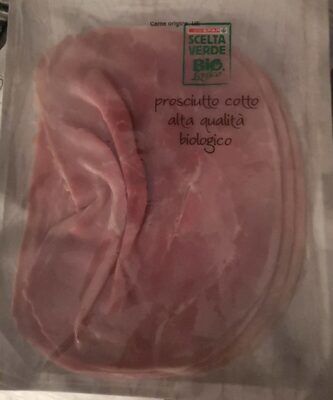 Carne origine: UE
SCELTA
VERDE
BIO
prosciutto cotto
alta qualità
biologico